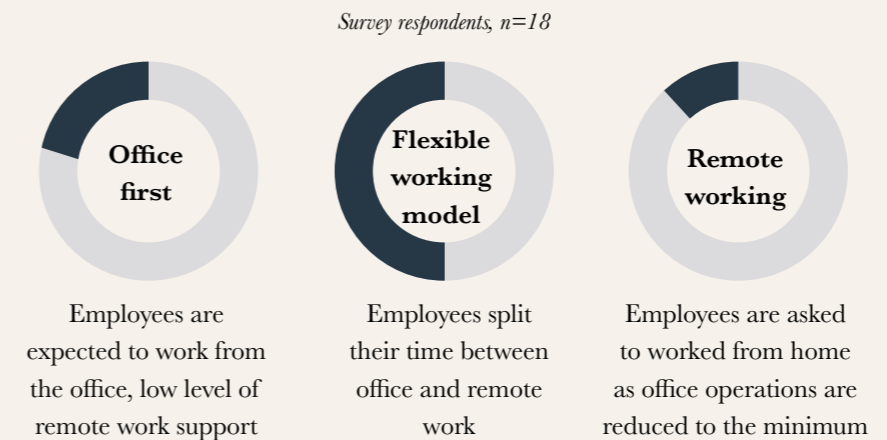 Survey respondents, n=18
Office
first
Flexible
working
model
Remote
working
Employees are
expected to work from
the office, low level of
remote work support
Employees split
their time between
office and remote
work
Employees are asked
to worked from home
as office operations are
reduced to the minimum